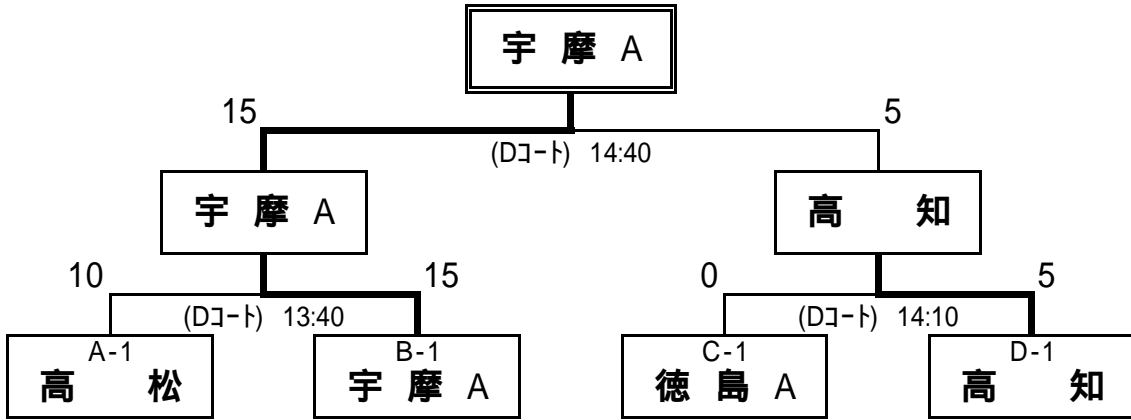 宇 摩 A
15 5
(Dコート) 14:40
宇 摩 A 高 知
10 15 0 5
(Dコート) 13:40 (Dコート) 14:10
A-1 B-1 C-1 D-1
高 松 宇 摩 A 徳 島 A 高 知